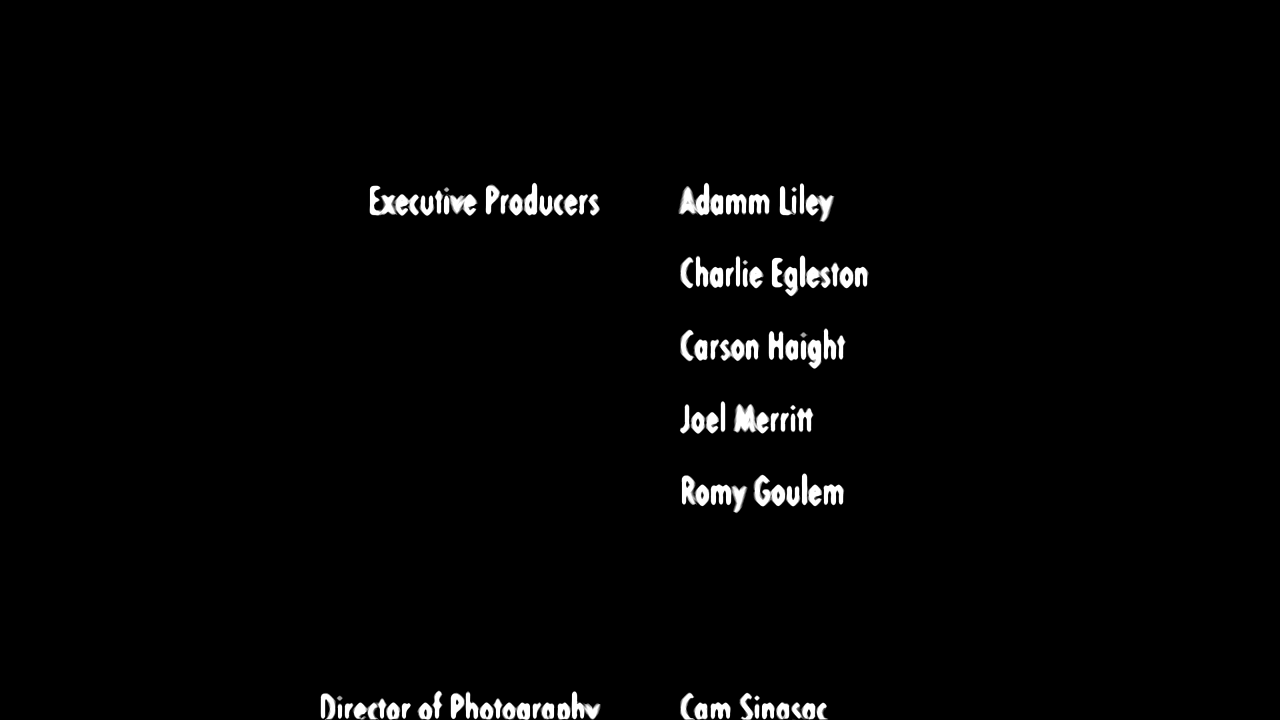 Executive Producers Adamm Liley
Charlie Egleston
Carson Haight
Joel Merritt
Romy Goulem
Director of Photography Cam Sinasac